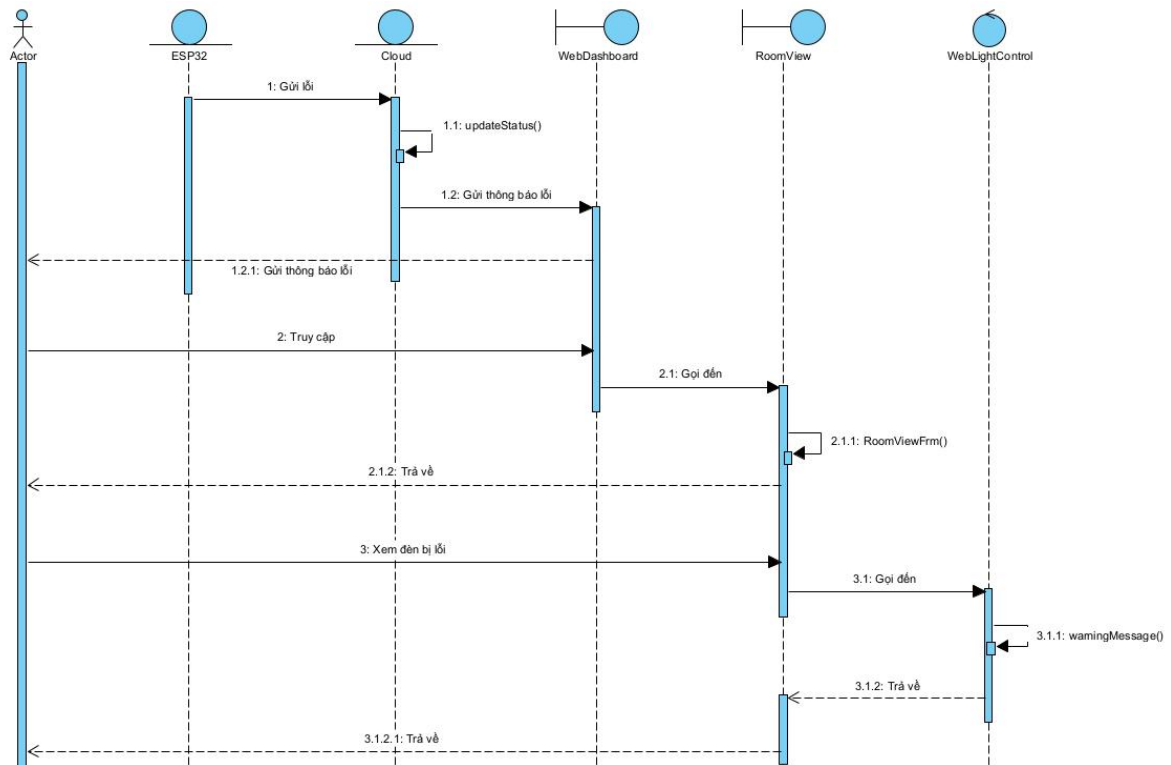 Actor
ESP32
Cloud
WebDashboard
RoomView
WebLightControl
1: Gửi lỗi
1.1: updateStatus()
1.2: Gửi thông báo lỗi
1.2.1: Gửi thông báo lỗi
2: Truy cập
2.1: Gọi đến
2.1.1: RoomViewFrm()
2.1.2: Trả về
3: Xem đèn bị lỗi
3.1: Gọi đến
3.1.1: warningMessage()
3.1.2: Trả về
3.1.2.1: Trả về